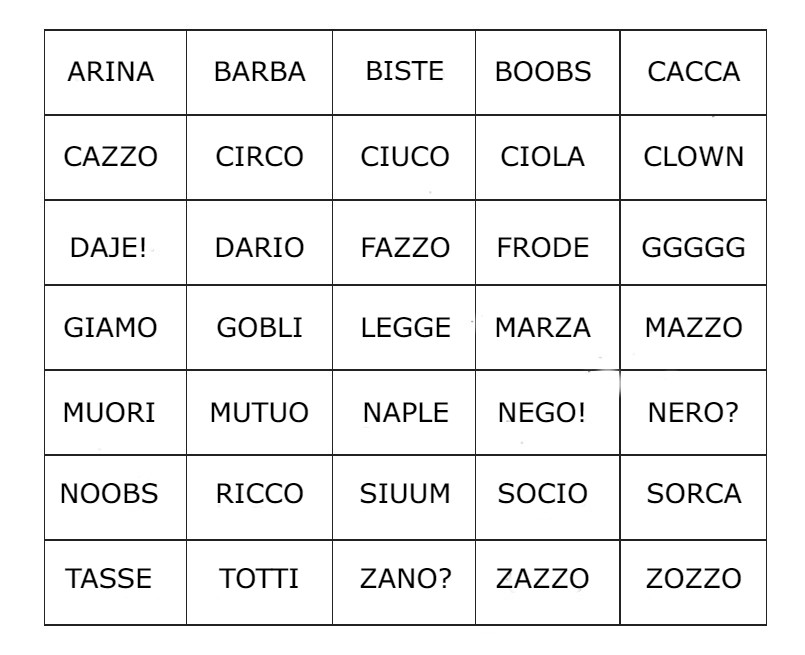 ARINA BARBA BISTE BOOBS CACCA
CAZZO CIRCO CIUCO CIOLA CLOWN
DAJE! DARIO FAZZO FRODE GGGGG
GIAMO GOBLI LEGGE MARZA MAZZO
MUORI MUTUO NAPLE NEGO! NERO?
NOOBS RICCO SIUUM SOCIO SORCA
TASSE TOTTI ZANO? ZAZZO ZOZZO